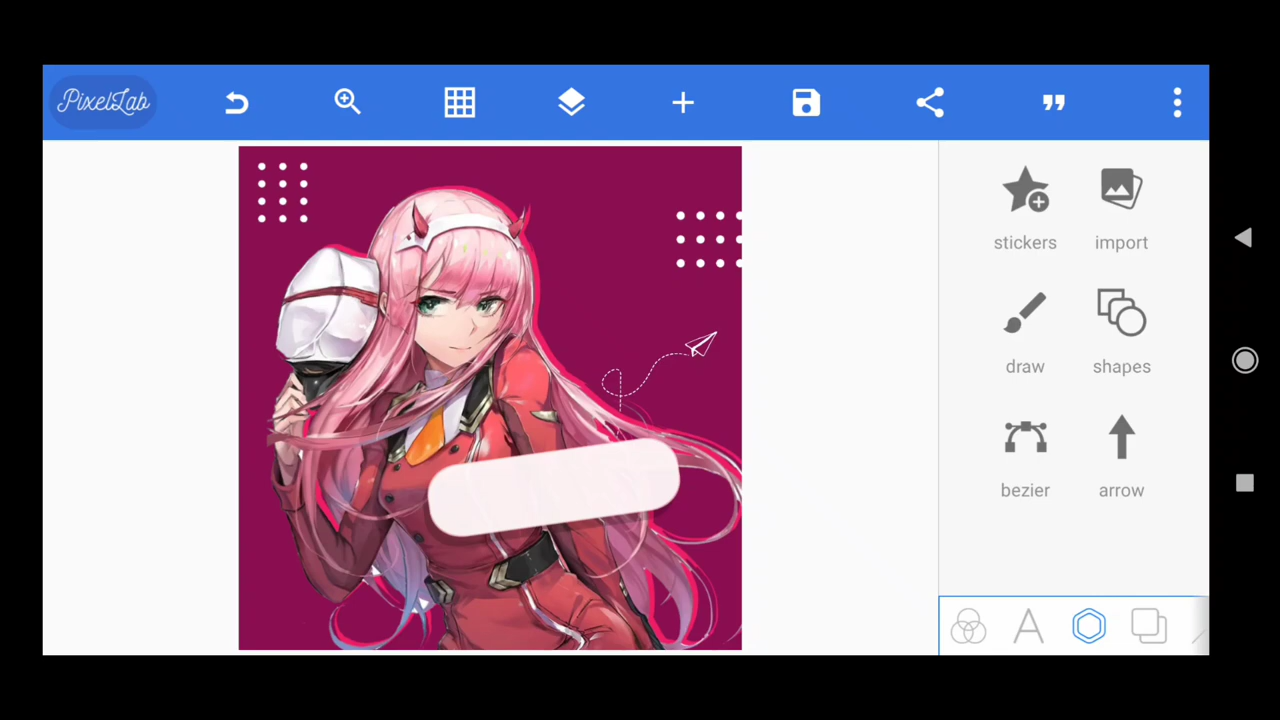 PixelLab
stickers
import
draw
shapes
bezier
arrow